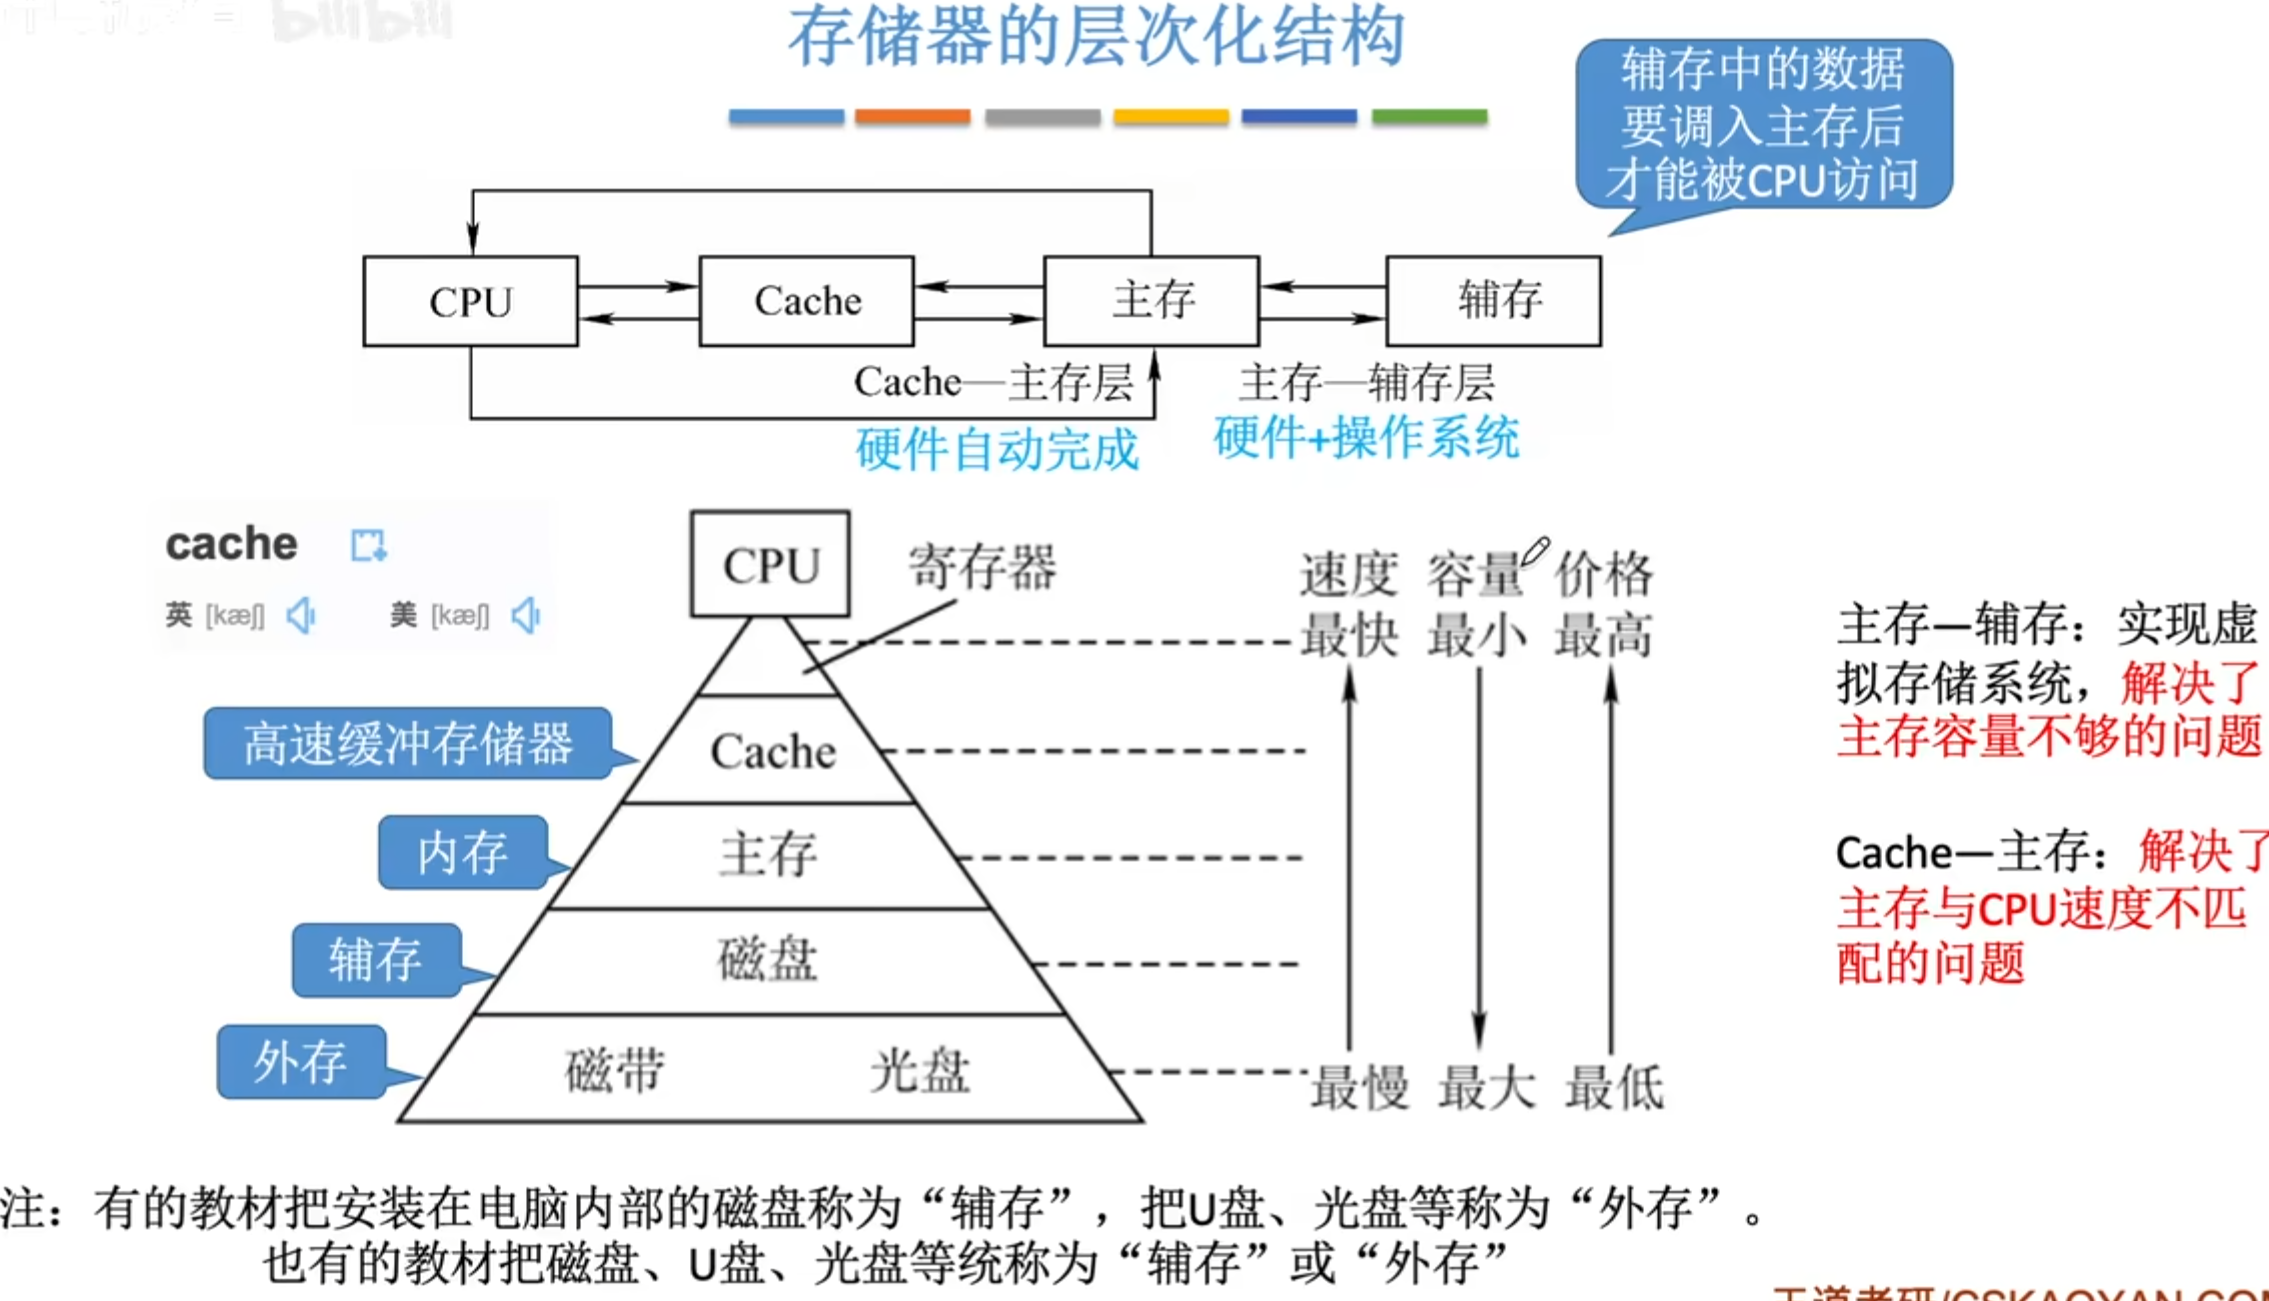 bilibili
存储器的层次化结构
辅存中的数据
要调入主存后
才能被CPU访问
CPU
Cache
主存
辅存
Cache—主存层
主存—辅存层
硬件自动完成
硬件+操作系统
cache
英 [kæʃ] 美 [kæʃ]
CPU
寄存器
速度 容量 价格
最快 最小 最高
高速缓冲存储器
Cache
内存
主存
辅存
磁盘
外存
磁带 光盘
最慢 最大 最低
主存—辅存：实现虚
拟存储系统，解决了
主存容量不够的问题
Cache—主存：解决了
主存与CPU速度不匹
配的问题
注：有的教材把安装在电脑内部的磁盘称为“辅存”，把U盘、光盘等称为“外存”。
也有的教材把磁盘、U盘、光盘等统称为“辅存”或“外存”
王道考研/CSKAOYAN.COM